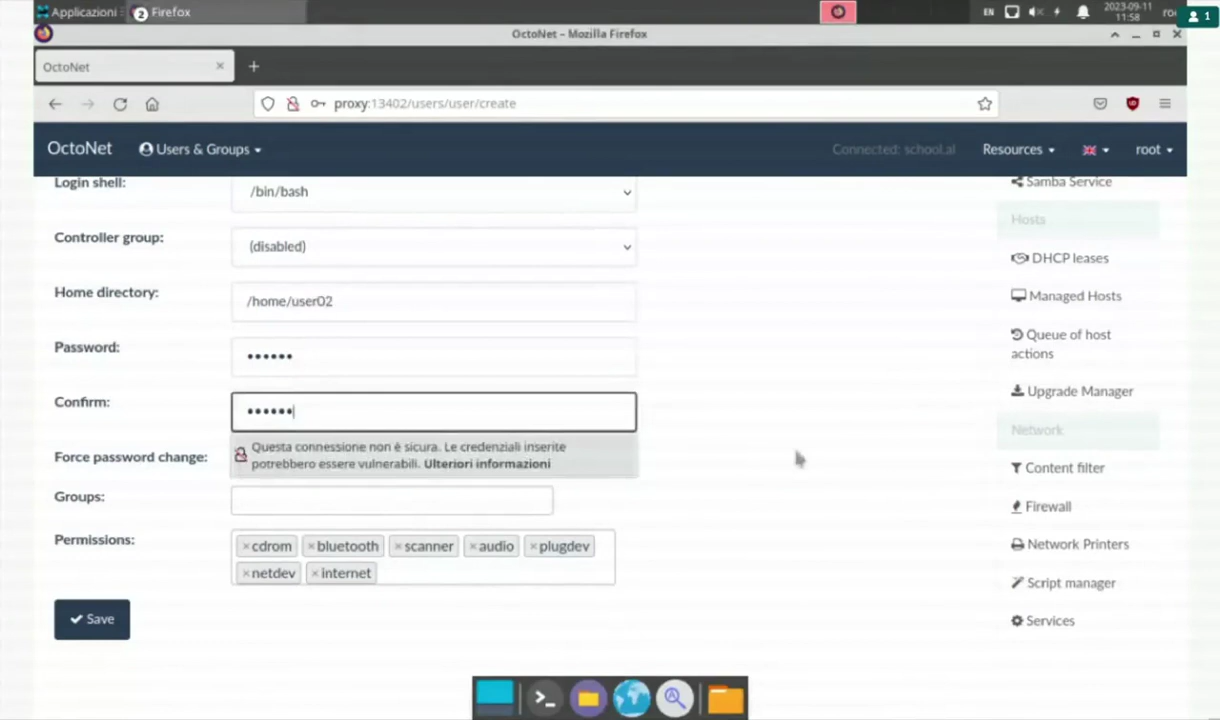 Applicazioni
2 Firefox
EN
2023-09-11
11:58
1
OctoNet – Mozilla Firefox
OctoNet
proxy:13402/users/user/create
OctoNet
Users & Groups
Connected: school.al
Resources
root
Login shell:
/bin/bash
Controller group:
(disabled)
Home directory:
/home/user02
Password:
••••••
Confirm:
••••••
Questa connessione non è sicura. Le credenziali inserite
potrebbero essere vulnerabili. Ulteriori informazioni
Force password change:
Groups:
Permissions:
×cdrom ×bluetooth ×scanner ×audio ×plugdev
×netdev ×internet
Save
Samba Service
Hosts
DHCP leases
Managed Hosts
Queue of host
actions
Upgrade Manager
Network
Content filter
Firewall
Network Printers
Script manager
Services